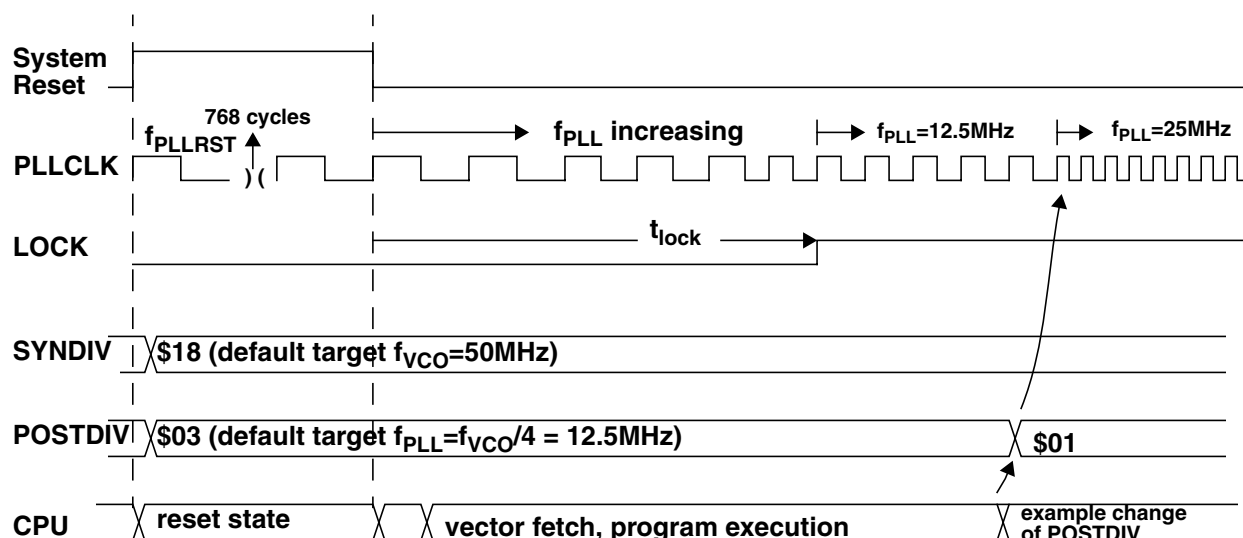 System
Reset
768 cycles
fPLLRST
fPLL increasing
fPLL=12.5MHz
fPLL=25MHz
PLLCLK
) (
tlock
LOCK
SYNDIV
$18 (default target fVCO=50MHz)
POSTDIV
$03 (default target fPLL=fVCO/4 = 12.5MHz)
$01
CPU
reset state
vector fetch, program execution
example change
of POSTDIV